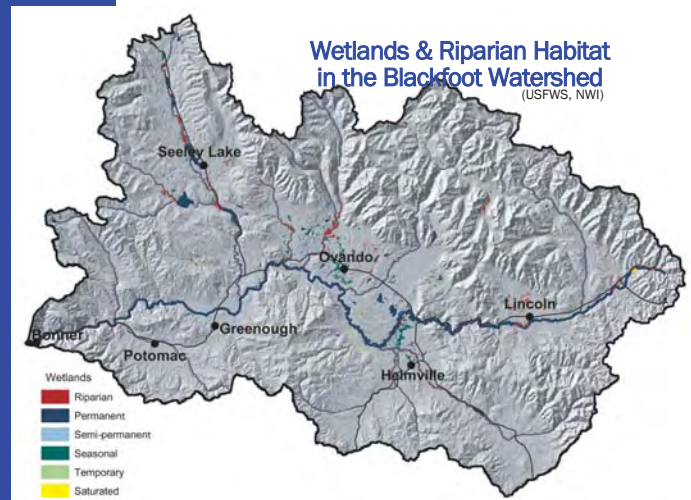 Wetlands & Riparian Habitat
in the Blackfoot Watershed
(USFWS, NWI)
Seeley Lake
Ovando
Lincoln
Bonner
Greenough
Potomac
Helmville
Wetlands
Riparian
Permanent
Semi-permanent
Seasonal
Temporary
Saturated